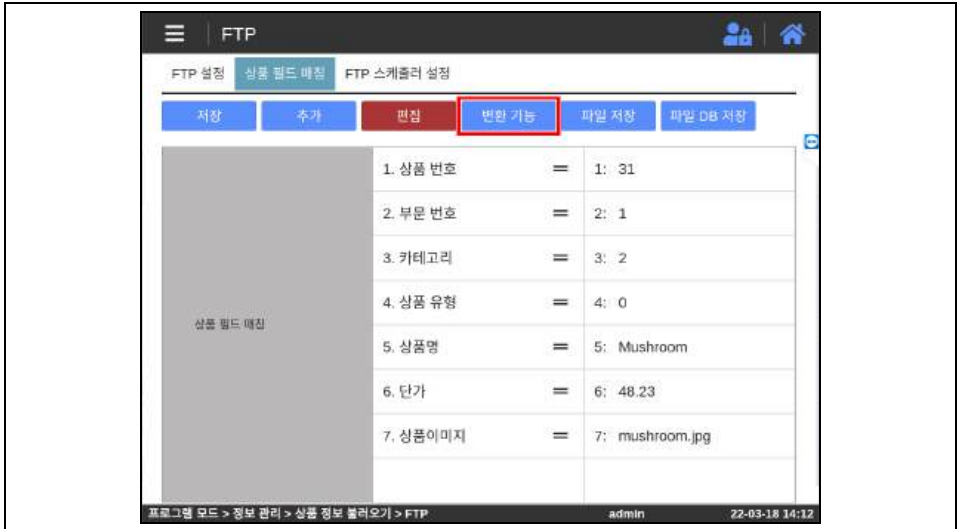 FTP
FTP 설정 상품 필드 매칭 FTP 스케줄러 설정
저장 추가 편집 변환 기능 파일 저장 파일 DB 저장
1. 상품 번호 = 1: 31
2. 부문 번호 = 2: 1
3. 카테고리 = 3: 2
4. 상품 유형 = 4: 0
상품 필드 매칭
5. 상품명 = 5: Mushroom
6. 단가 = 6: 48.23
7. 상품이미지 = 7: mushroom.jpg
프로그램 모드 > 정보 관리 > 상품 정보 불러오기 > FTP admin 22-03-18 14:12